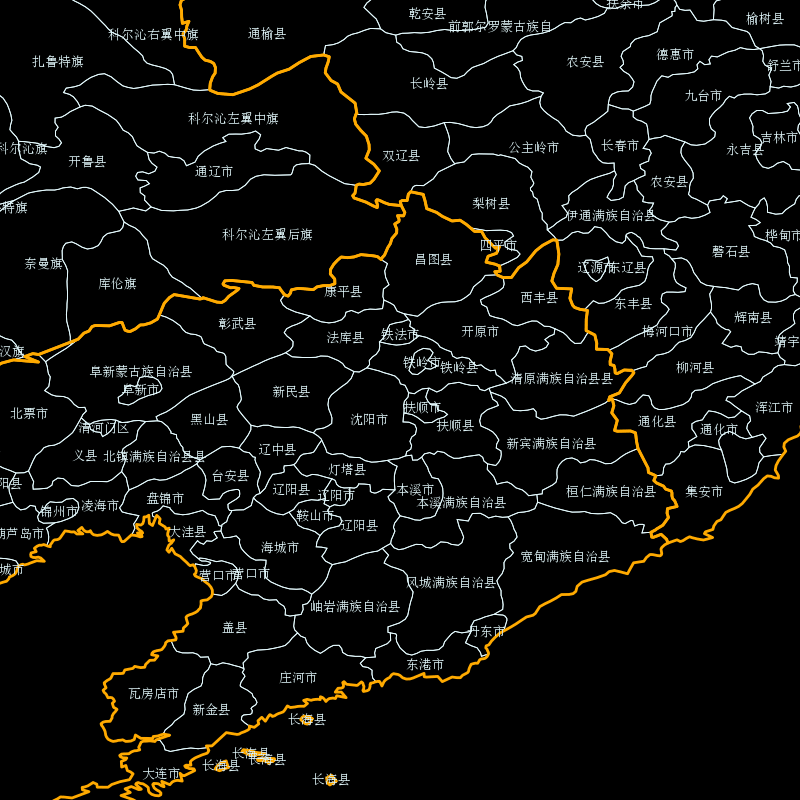 扶余市
乾安县
榆树县
前郭尔罗蒙古族自
科尔沁右翼中旗
通榆县
德惠市
扎鲁特旗
农安县
舒兰市
长岭县
九台市
科尔沁左翼中旗
吉林市
科尔沁旗
公主岭市
长春市
永吉县
开鲁县
双辽县
通辽市
农安县
特旗
梨树县
伊通满族自治县
科尔沁左翼后旗
桦甸市
四平市
磐石县
奈曼旗
昌图县
辽源市
东辽县
库伦旗
康平县
西丰县
东丰县
辉南县
彰武县
法库县
铁法市
开原市
梅河口市
靖宇
汉旗
铁岭市
铁岭县
柳河县
阜新蒙古族自治县
清原满族自治县县
阜新市
新民县
北票市
抚顺市
浑江市
黑山县
沈阳市
抚顺县
通化县
清河门区
通化市
新宾满族自治县
辽中县
义县
北镇满族自治县县
灯塔县
台安县
阳县
辽阳县
辽阳市
本溪市
桓仁满族自治县
集安市
盘锦市
本溪满族自治县
凌海市
锦州市
鞍山市
辽阳县
葫芦岛市
大洼县
海城市
宽甸满族自治县
城市
营口市
营口市
凤城满族自治县
岫岩满族自治县
盖县
丹东市
东港市
庄河市
瓦房店市
新金县
长海县
长海县
长海县
长海县
大连市
长海县